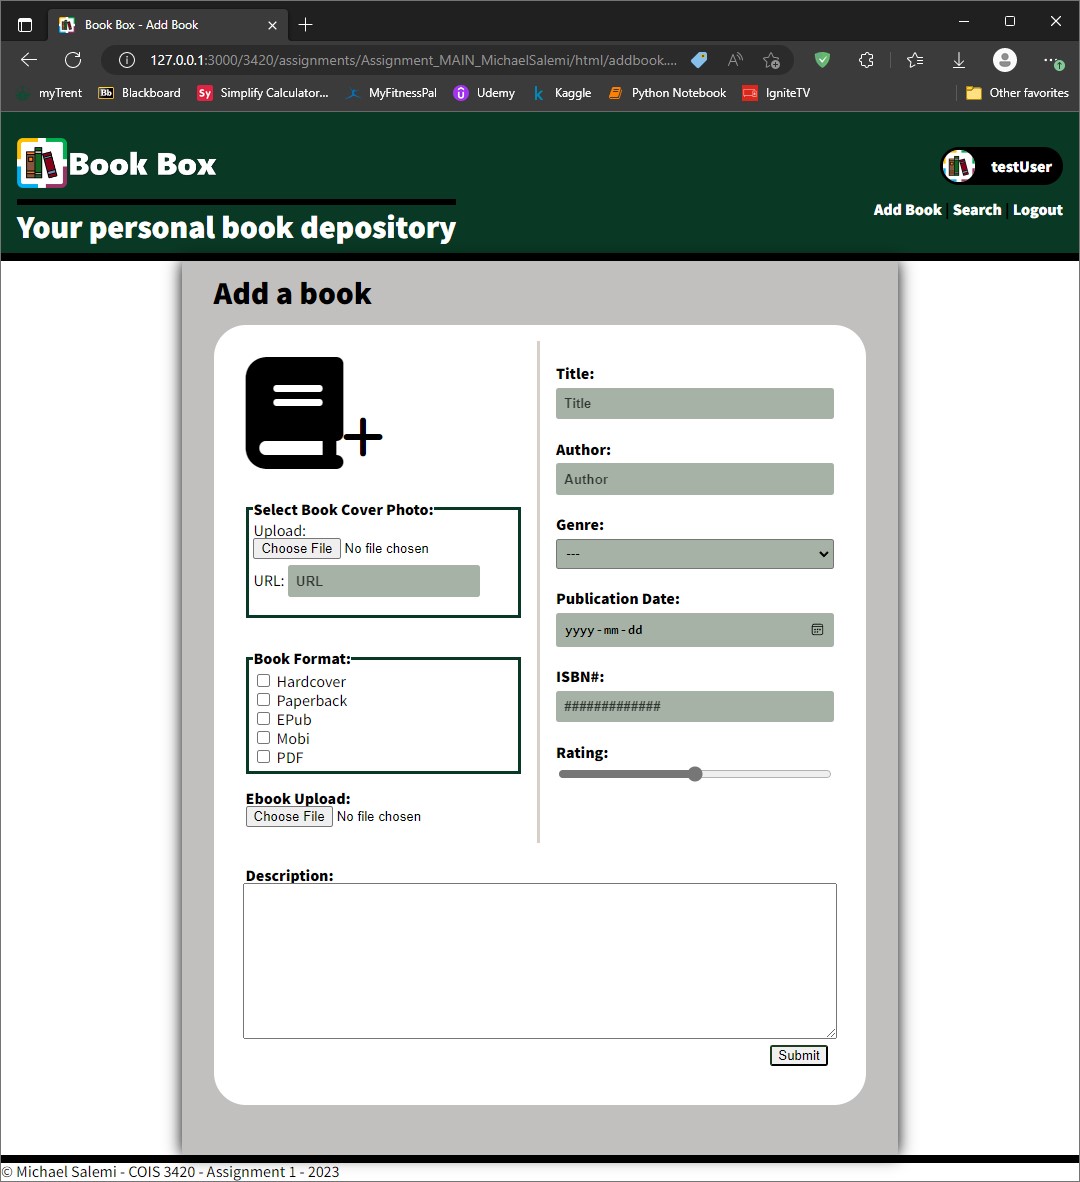 Book Box - Add Book
127.0.0.1:3000/3420/assignments/Assignment_MAIN_MichaelSalemi/html/addbook....
myTrent Bb Blackboard Sy Simplify Calculator... MyFitnessPal û Udemy k Kaggle Python Notebook IgniteTV Other favorites
Book Box
testUser
Add Book | Search | Logout
Your personal book depository
Add a book
Select Book Cover Photo:
Upload:
Choose File No file chosen
URL: URL
Book Format:
Hardcover
Paperback
EPub
Mobi
PDF
Ebook Upload:
Choose File No file chosen
Title:
Title
Author:
Author
Genre:
---
Publication Date:
yyyy-mm-dd
ISBN#:
#############
Rating:
Description:
Submit
© Michael Salemi - COIS 3420 - Assignment 1 - 2023